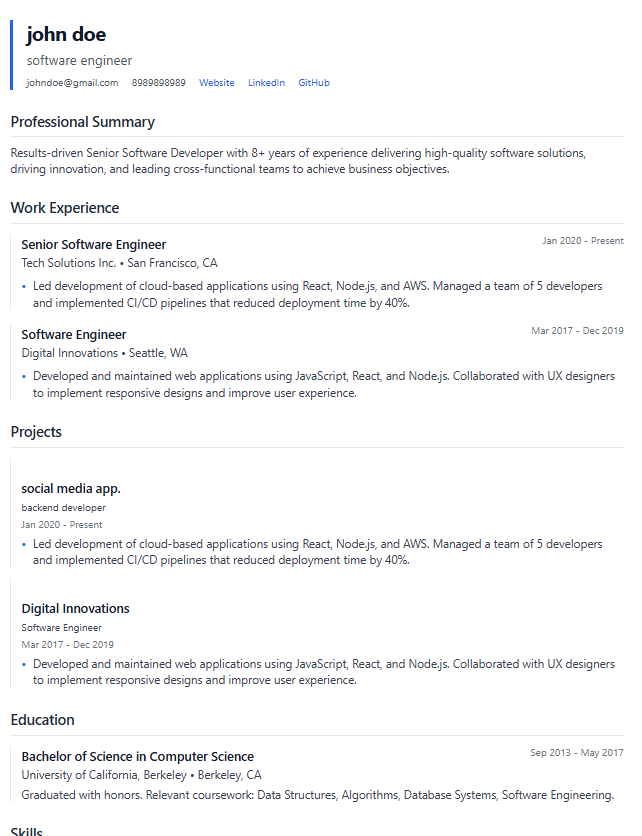 john doe
software engineer
johndoe@gmail.com 8989898989 Website LinkedIn GitHub
Professional Summary
Results-driven Senior Software Developer with 8+ years of experience delivering high-quality software solutions,
driving innovation, and leading cross-functional teams to achieve business objectives.
Work Experience
Senior Software Engineer Jan 2020 - Present
Tech Solutions Inc. • San Francisco, CA
• Led development of cloud-based applications using React, Node.js, and AWS. Managed a team of 5 developers
and implemented CI/CD pipelines that reduced deployment time by 40%.
Software Engineer Mar 2017 - Dec 2019
Digital Innovations • Seattle, WA
• Developed and maintained web applications using JavaScript, React, and Node.js. Collaborated with UX designers
to implement responsive designs and improve user experience.
Projects
social media app.
backend developer
Jan 2020 - Present
• Led development of cloud-based applications using React, Node.js, and AWS. Managed a team of 5 developers
and implemented CI/CD pipelines that reduced deployment time by 40%.
Digital Innovations
Software Engineer
Mar 2017 - Dec 2019
• Developed and maintained web applications using JavaScript, React, and Node.js. Collaborated with UX designers
to implement responsive designs and improve user experience.
Education
Bachelor of Science in Computer Science Sep 2013 - May 2017
University of California, Berkeley • Berkeley, CA
Graduated with honors. Relevant coursework: Data Structures, Algorithms, Database Systems, Software Engineering.
Skills